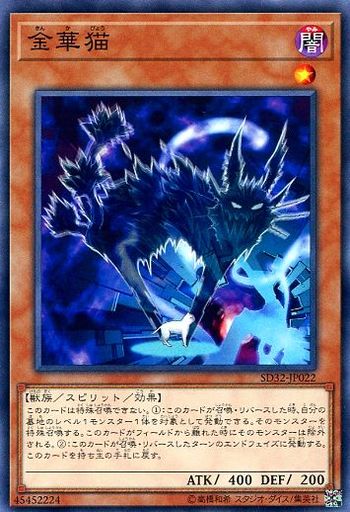 金華猫
闇
SD32-JP022
【獣族／スピリット／効果】
このカードは特殊召喚できない。①：このカードが召喚・リバースした時、自分の
墓地のレベル1モンスター1体を対象として発動できる。そのモンスターを
特殊召喚する。このカードがフィールドから離れた時にそのモンスターは除外
される。②：このカードが召喚・リバースしたターンのエンドフェイズに発動する。
このカードを持ち主の手札に戻す。
ATK/ 400 DEF/ 200
45452224
©高橋和希 スタジオ・ダイス/集英社